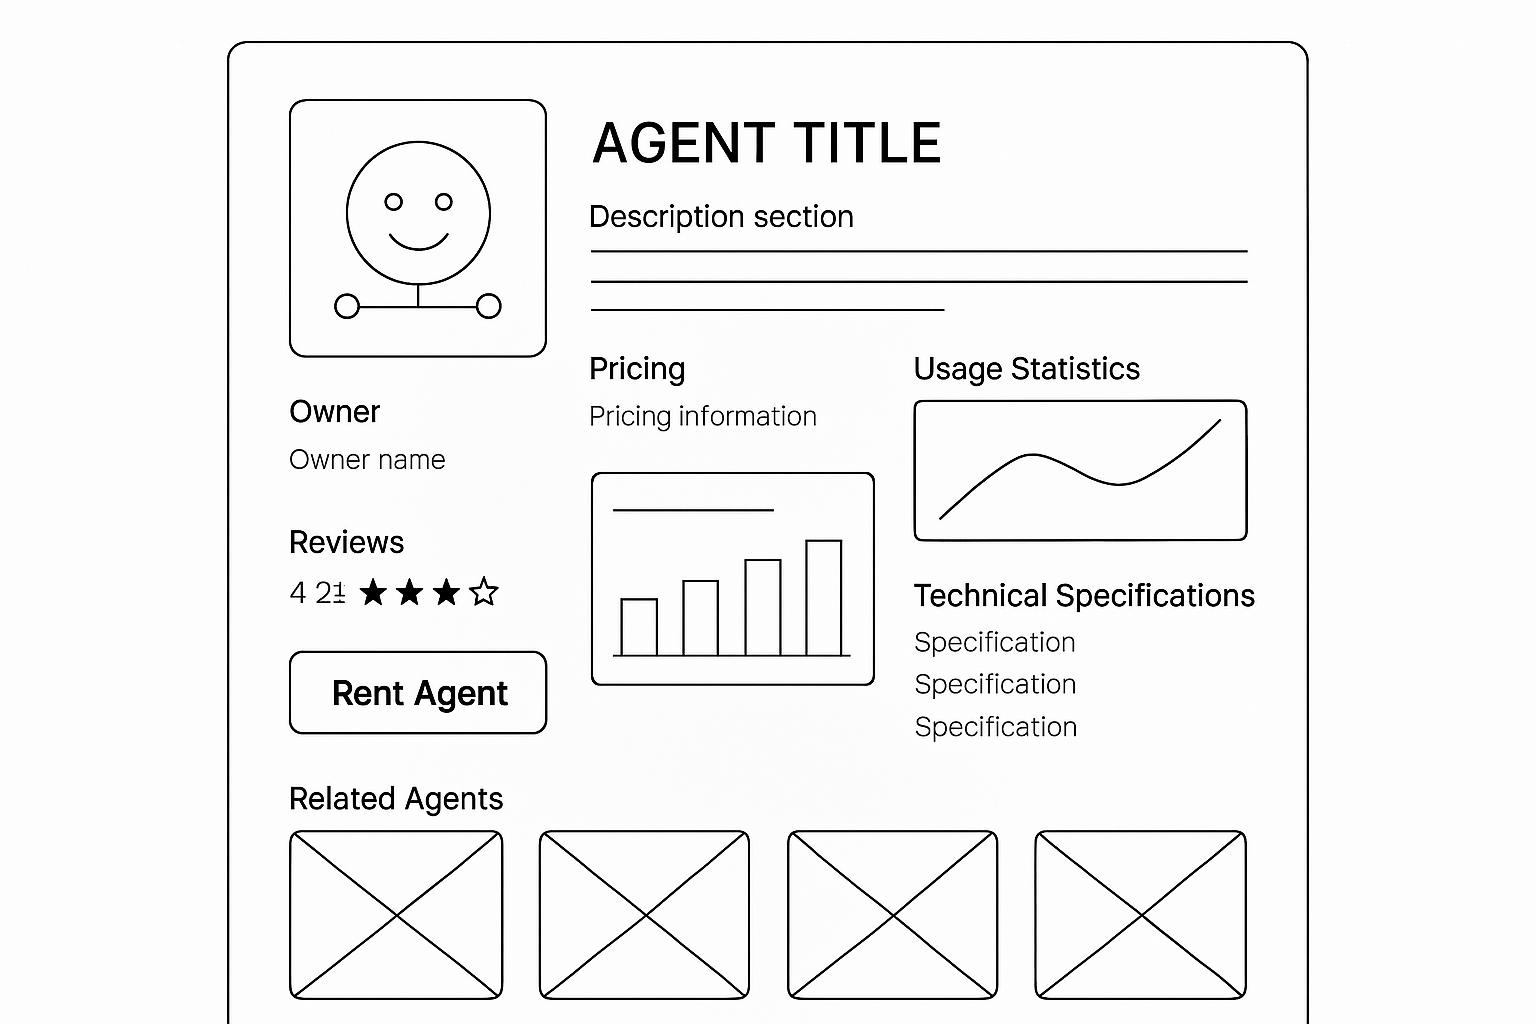 AGENT TITLE
Description section
Owner
Owner name
Reviews
4
Rent Agent
Pricing
Pricing information
Usage Statistics
Technical Specifications
Specification
Specification
Specification
Related Agents